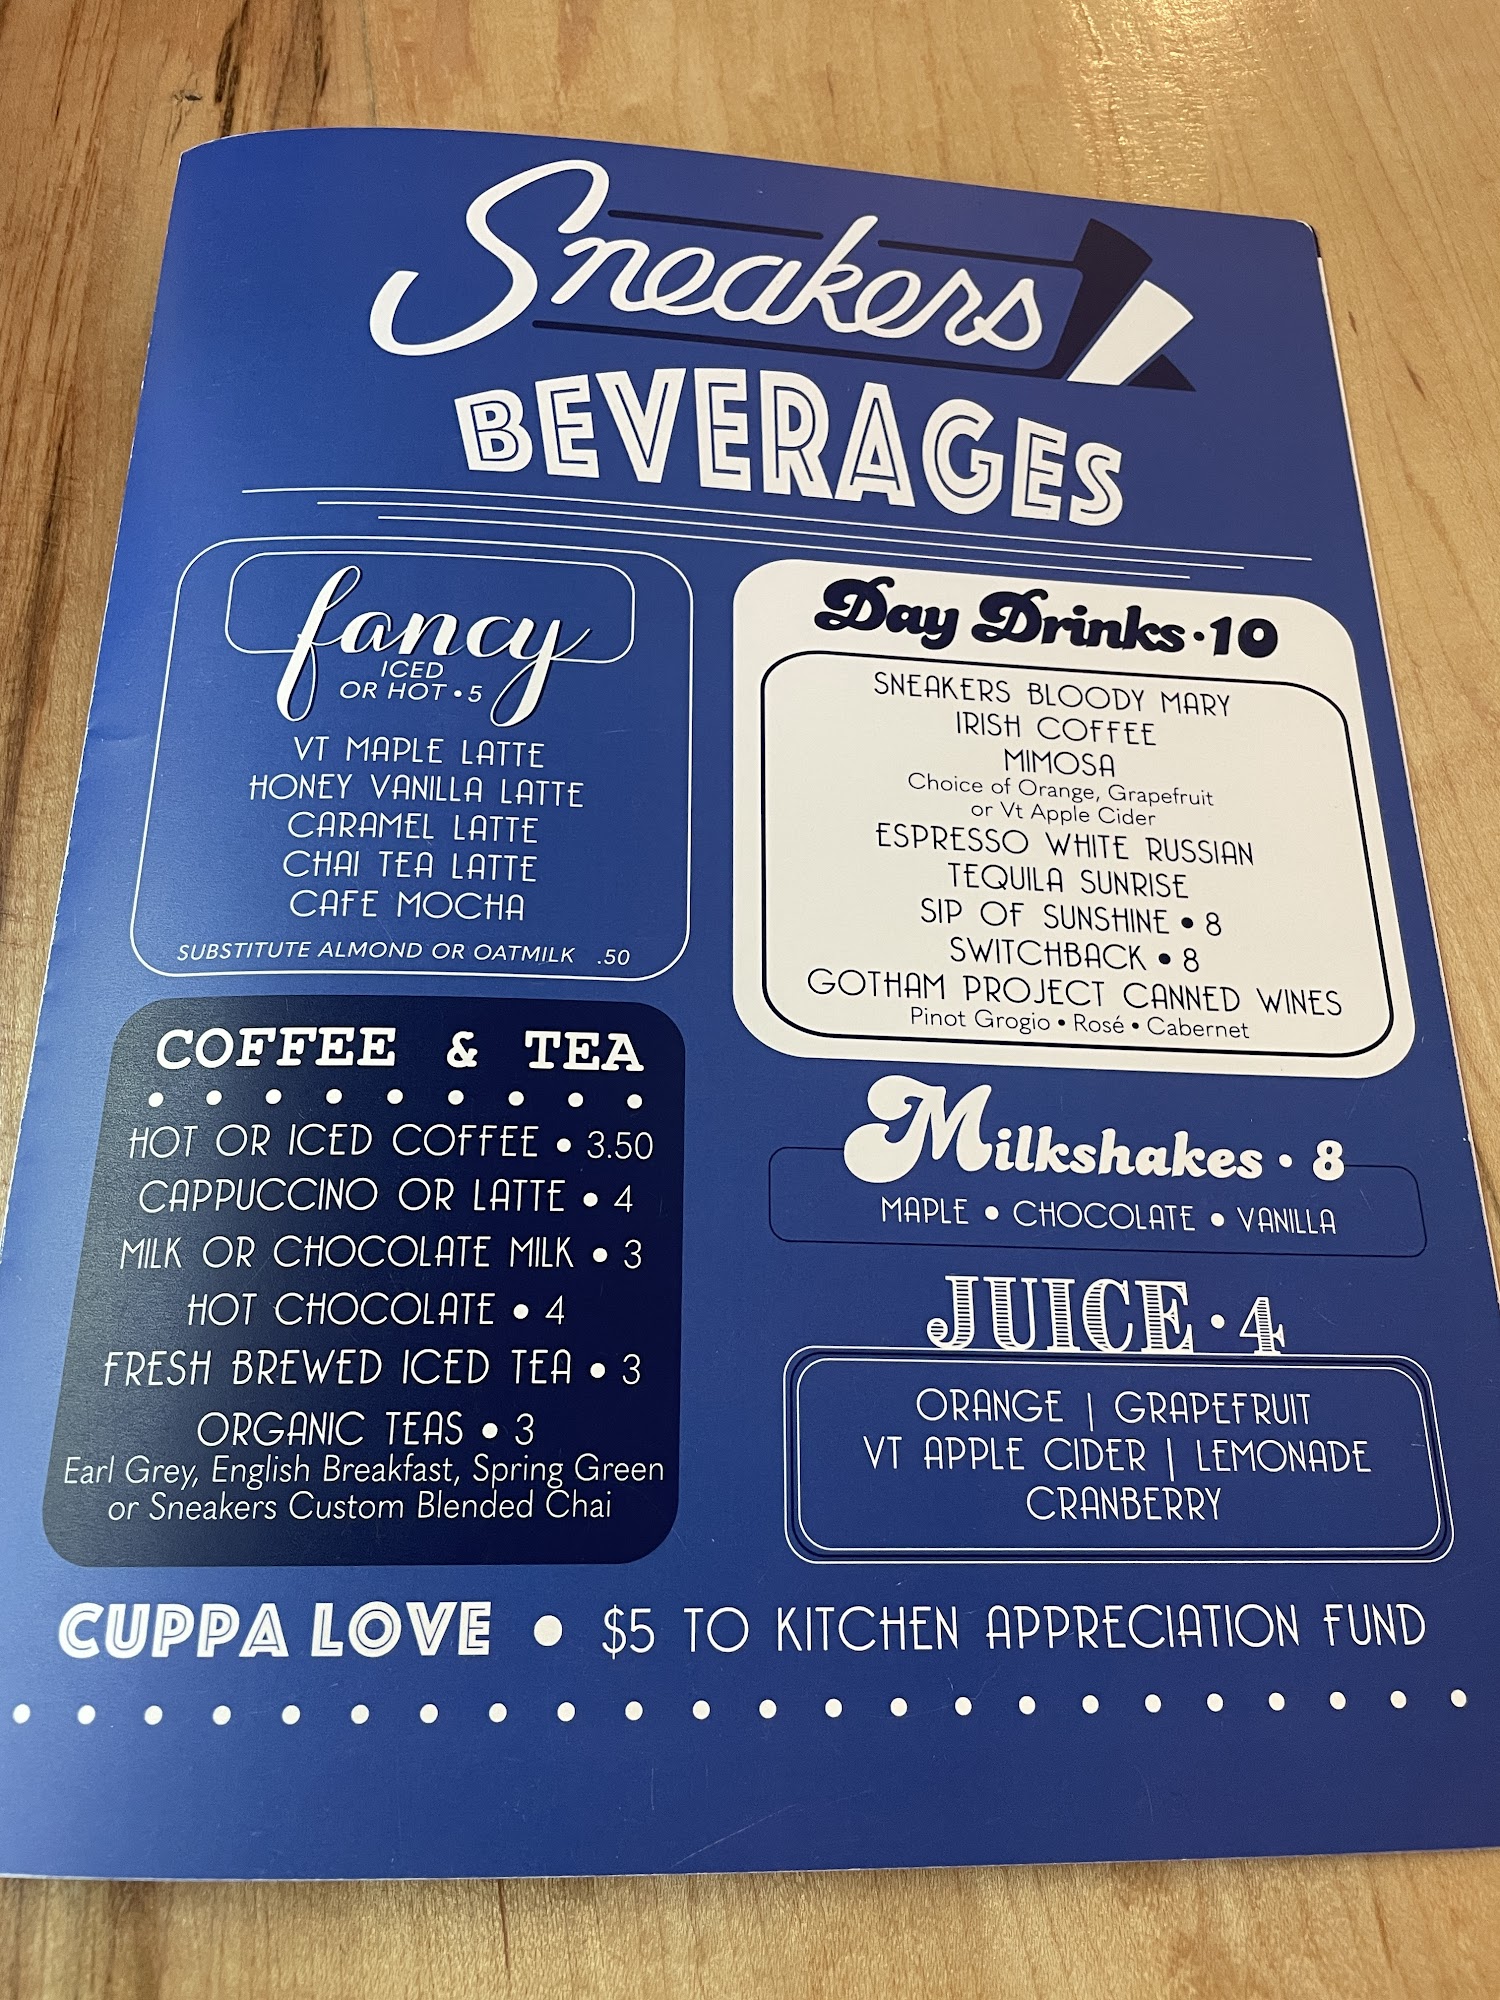 Sneakers
BEVERAGES
fancy
ICED
OR HOT • 5
VT MAPLE LATTE
HONEY VANILLA LATTE
CARAMEL LATTE
CHAI TEA LATTE
CAFE MOCHA
SUBSTITUTE ALMOND OR OATMILK .50
COFFEE & TEA
HOT OR ICED COFFEE • 3.50
CAPPUCCINO OR LATTE • 4
MILK OR CHOCOLATE MILK • 3
HOT CHOCOLATE • 4
FRESH BREWED ICED TEA • 3
ORGANIC TEAS • 3
Earl Grey, English Breakfast, Spring Green
or Sneakers Custom Blended Chai
Day Drinks • 10
SNEAKERS BLOODY MARY
IRISH COFFEE
MIMOSA
Choice of Orange, Grapefruit
or Vt Apple Cider
ESPRESSO WHITE RUSSIAN
TEQUILA SUNRISE
SIP OF SUNSHINE • 8
SWITCHBACK • 8
GOTHAM PROJECT CANNED WINES
Pinot Grogio • Rosé • Cabernet
Milkshakes • 8
MAPLE • CHOCOLATE • VANILLA
JUICE • 4
ORANGE | GRAPEFRUIT
VT APPLE CIDER | LEMONADE
CRANBERRY
CUPPA LOVE • $5 TO KITCHEN APPRECIATION FUND